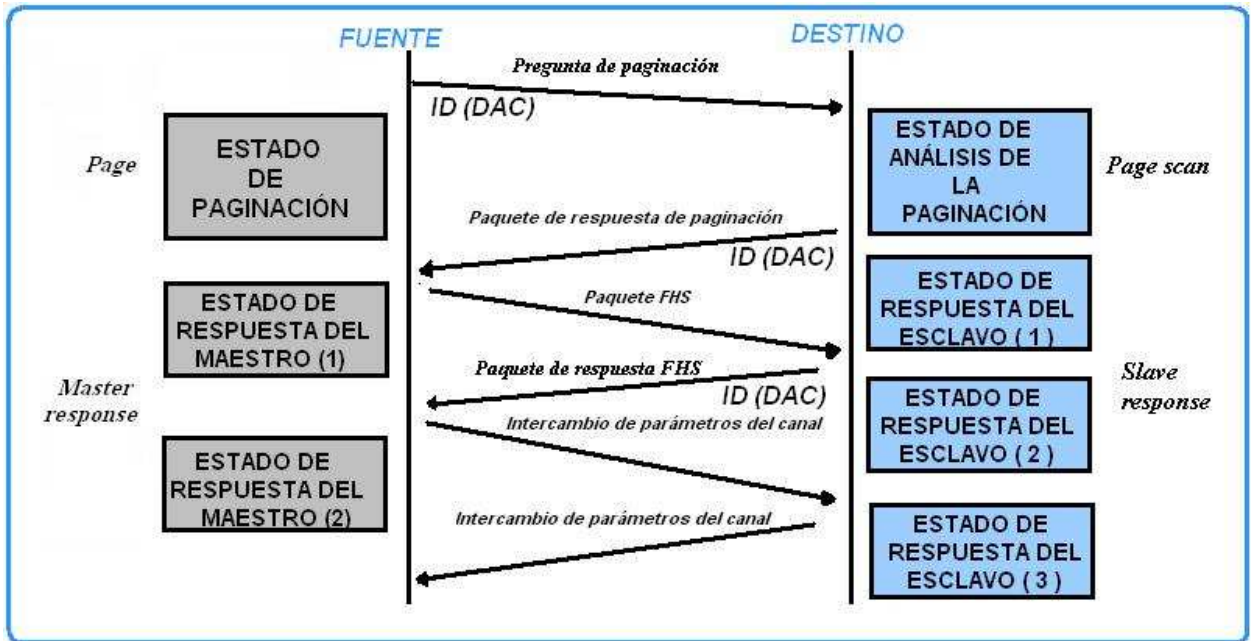 FUENTE
DESTINO
Pregunta de paginación
ID (DAC)
Page
ESTADO
DE
PAGINACIÓN
ESTADO DE
ANÁLISIS DE
LA
PAGINACIÓN
Page scan
Paquete de respuesta de paginación
ID (DAC)
ESTADO DE
RESPUESTA DEL
MAESTRO (1)
Paquete FHS
ESTADO DE
RESPUESTA DEL
ESCLAVO ( 1 )
Master
response
Paquete de respuesta FHS
ID (DAC)
Slave
response
Intercambio de parámetros del canal
ESTADO DE
RESPUESTA DEL
ESCLAVO ( 2 )
ESTADO DE
RESPUESTA DEL
MAESTRO (2)
Intercambio de parámetros del canal
ESTADO DE
RESPUESTA DEL
ESCLAVO ( 3 )